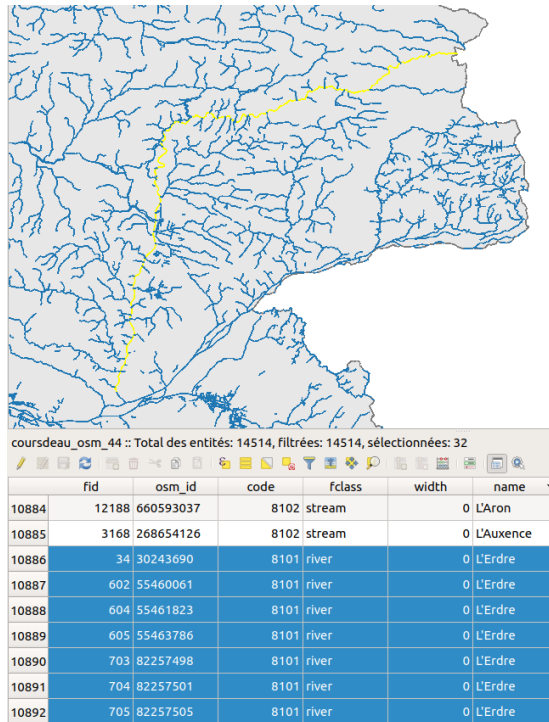 coursdeau_osm_44 :: Total des entités: 14514, filtrées: 14514, sélectionnées: 32
fid osm_id code fclass width name
10884 12188 660593037 8102 stream 0 L'Aron
10885 3168 268654126 8102 stream 0 L'Auxence
10886 34 30243690 8101 river 0 L'Erdre
10887 602 55460061 8101 river 0 L'Erdre
10888 604 55461823 8101 river 0 L'Erdre
10889 605 55463786 8101 river 0 L'Erdre
10890 703 82257498 8101 river 0 L'Erdre
10891 704 82257501 8101 river 0 L'Erdre
10892 705 82257505 8101 river 0 L'Erdre